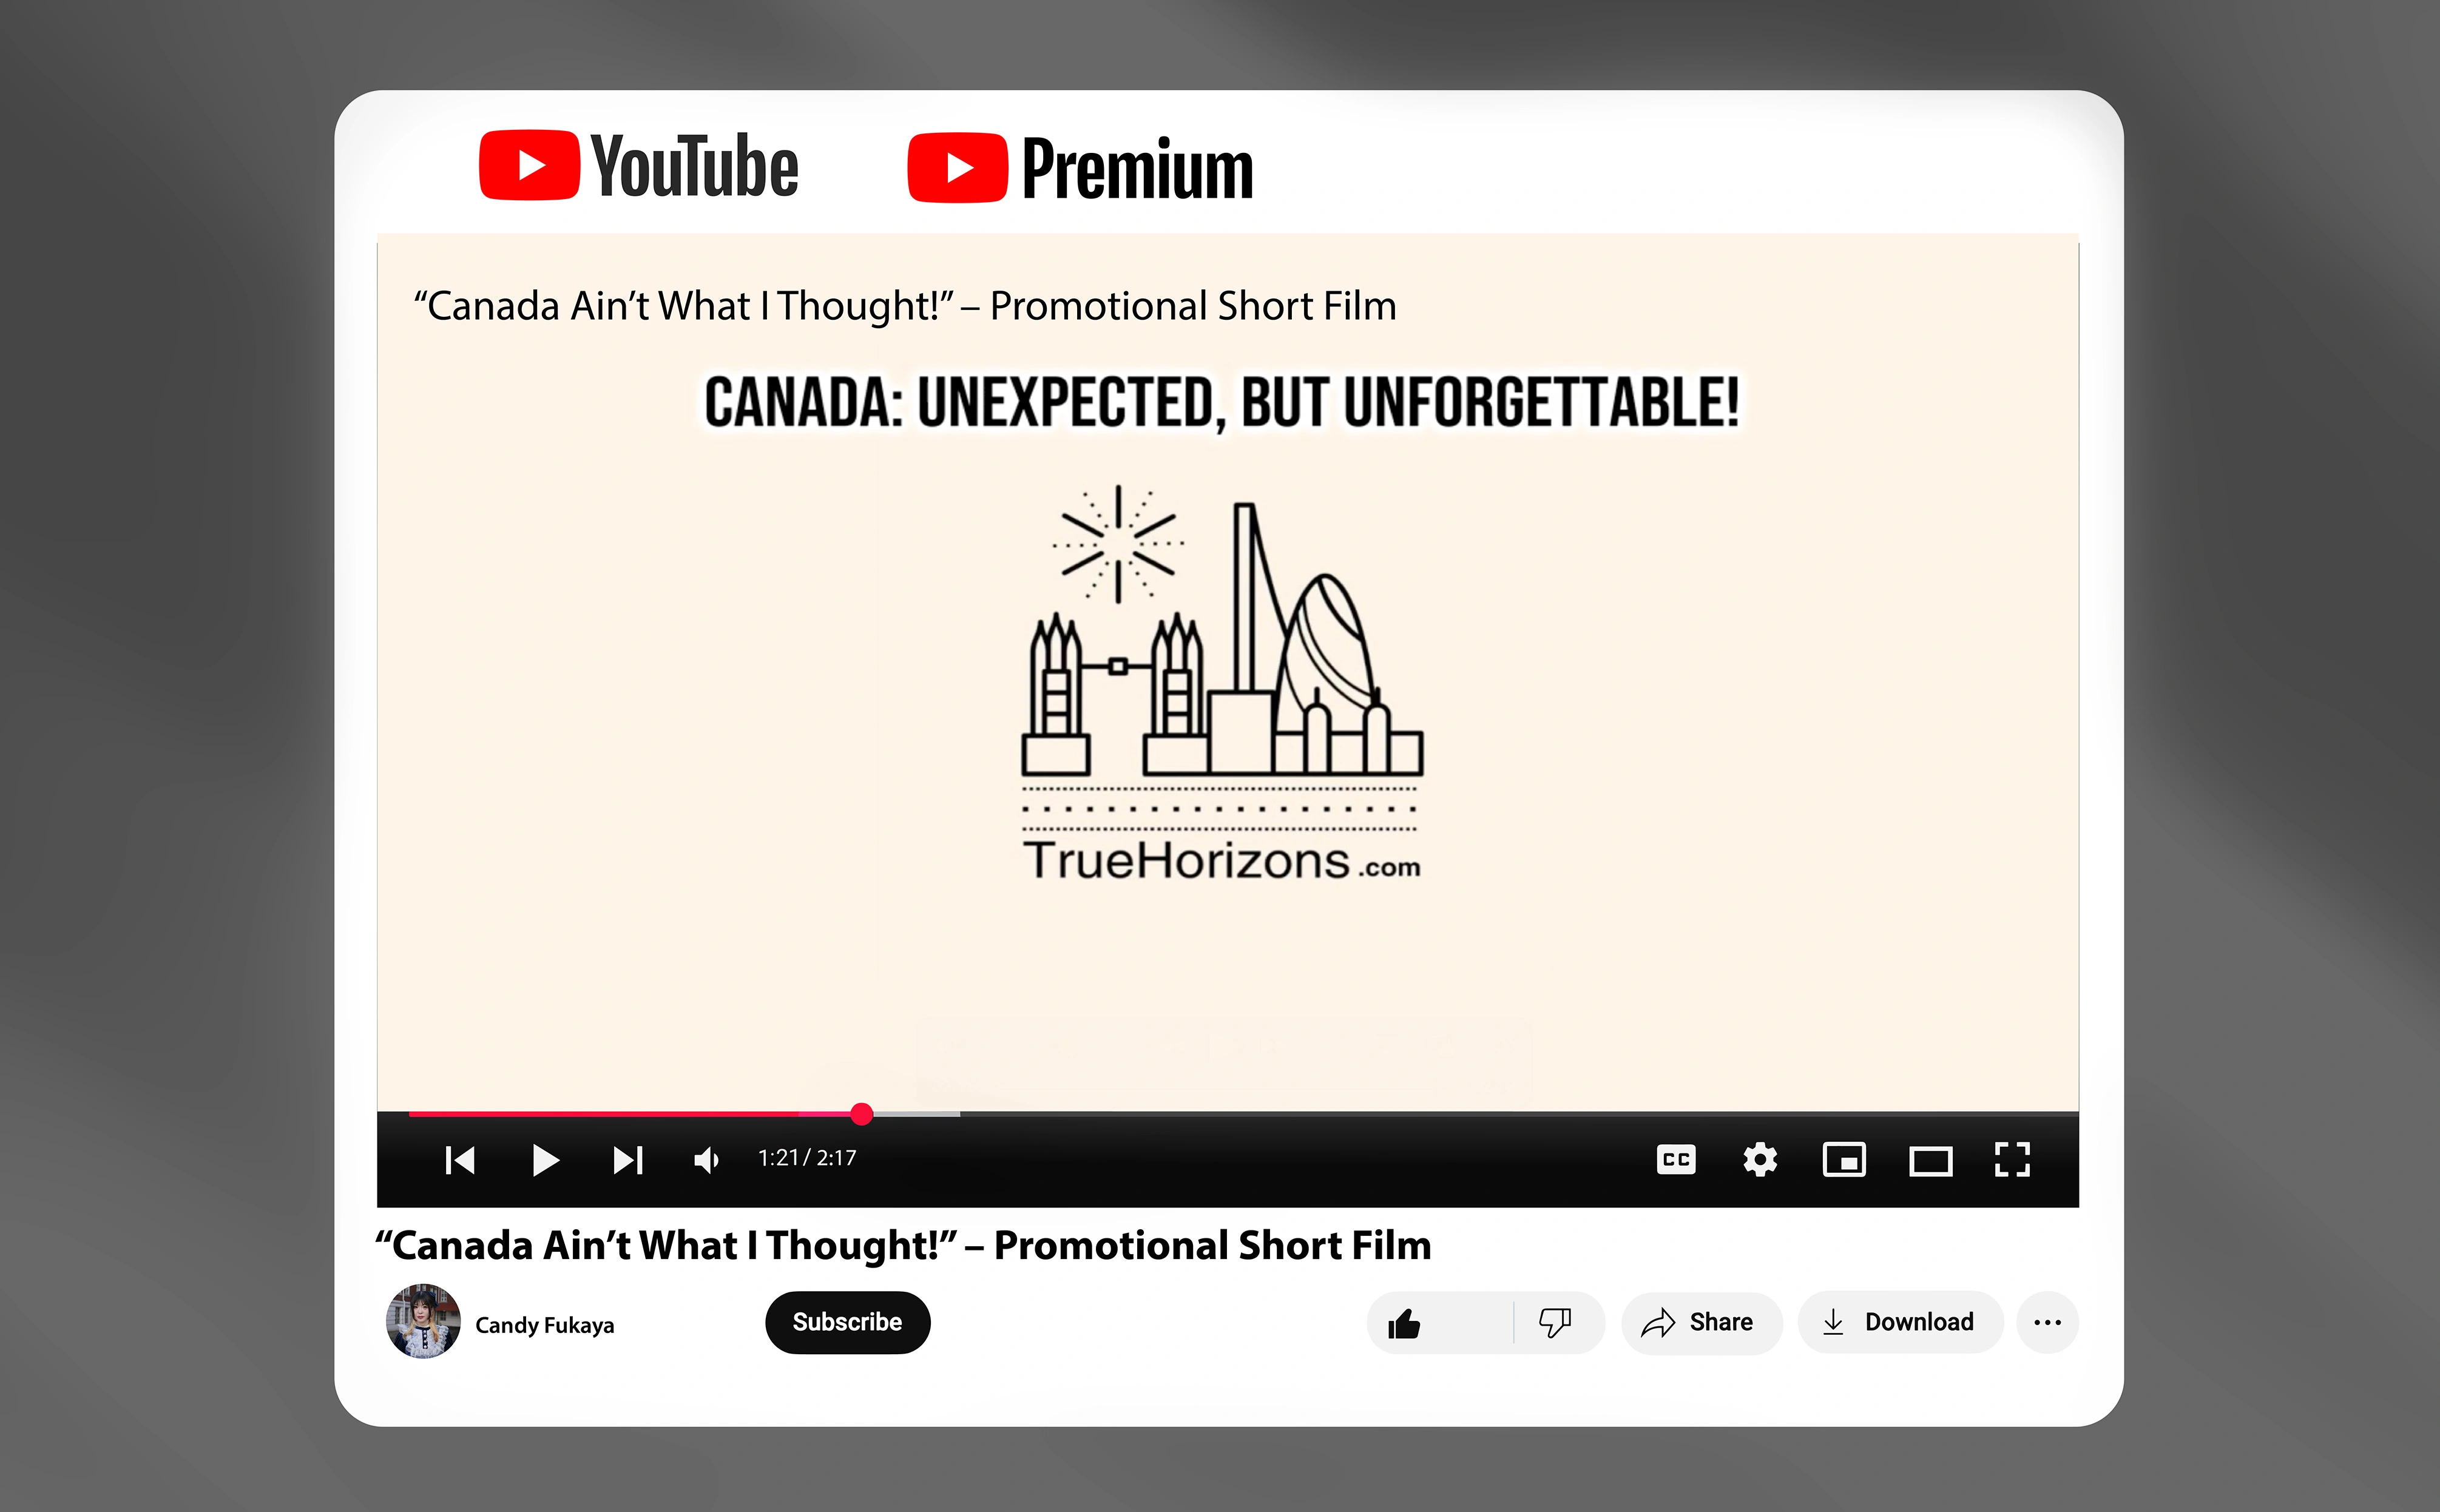 YouTube Premium
“Canada Ain’t What I Thought!” – Promotional Short Film
CANADA: UNEXPECTED, BUT UNFORGETTABLE!
TrueHorizons.com
1:21/ 2:17
CC
“Canada Ain’t What I Thought!” – Promotional Short Film
Candy Fukaya
Subscribe
Share
Download